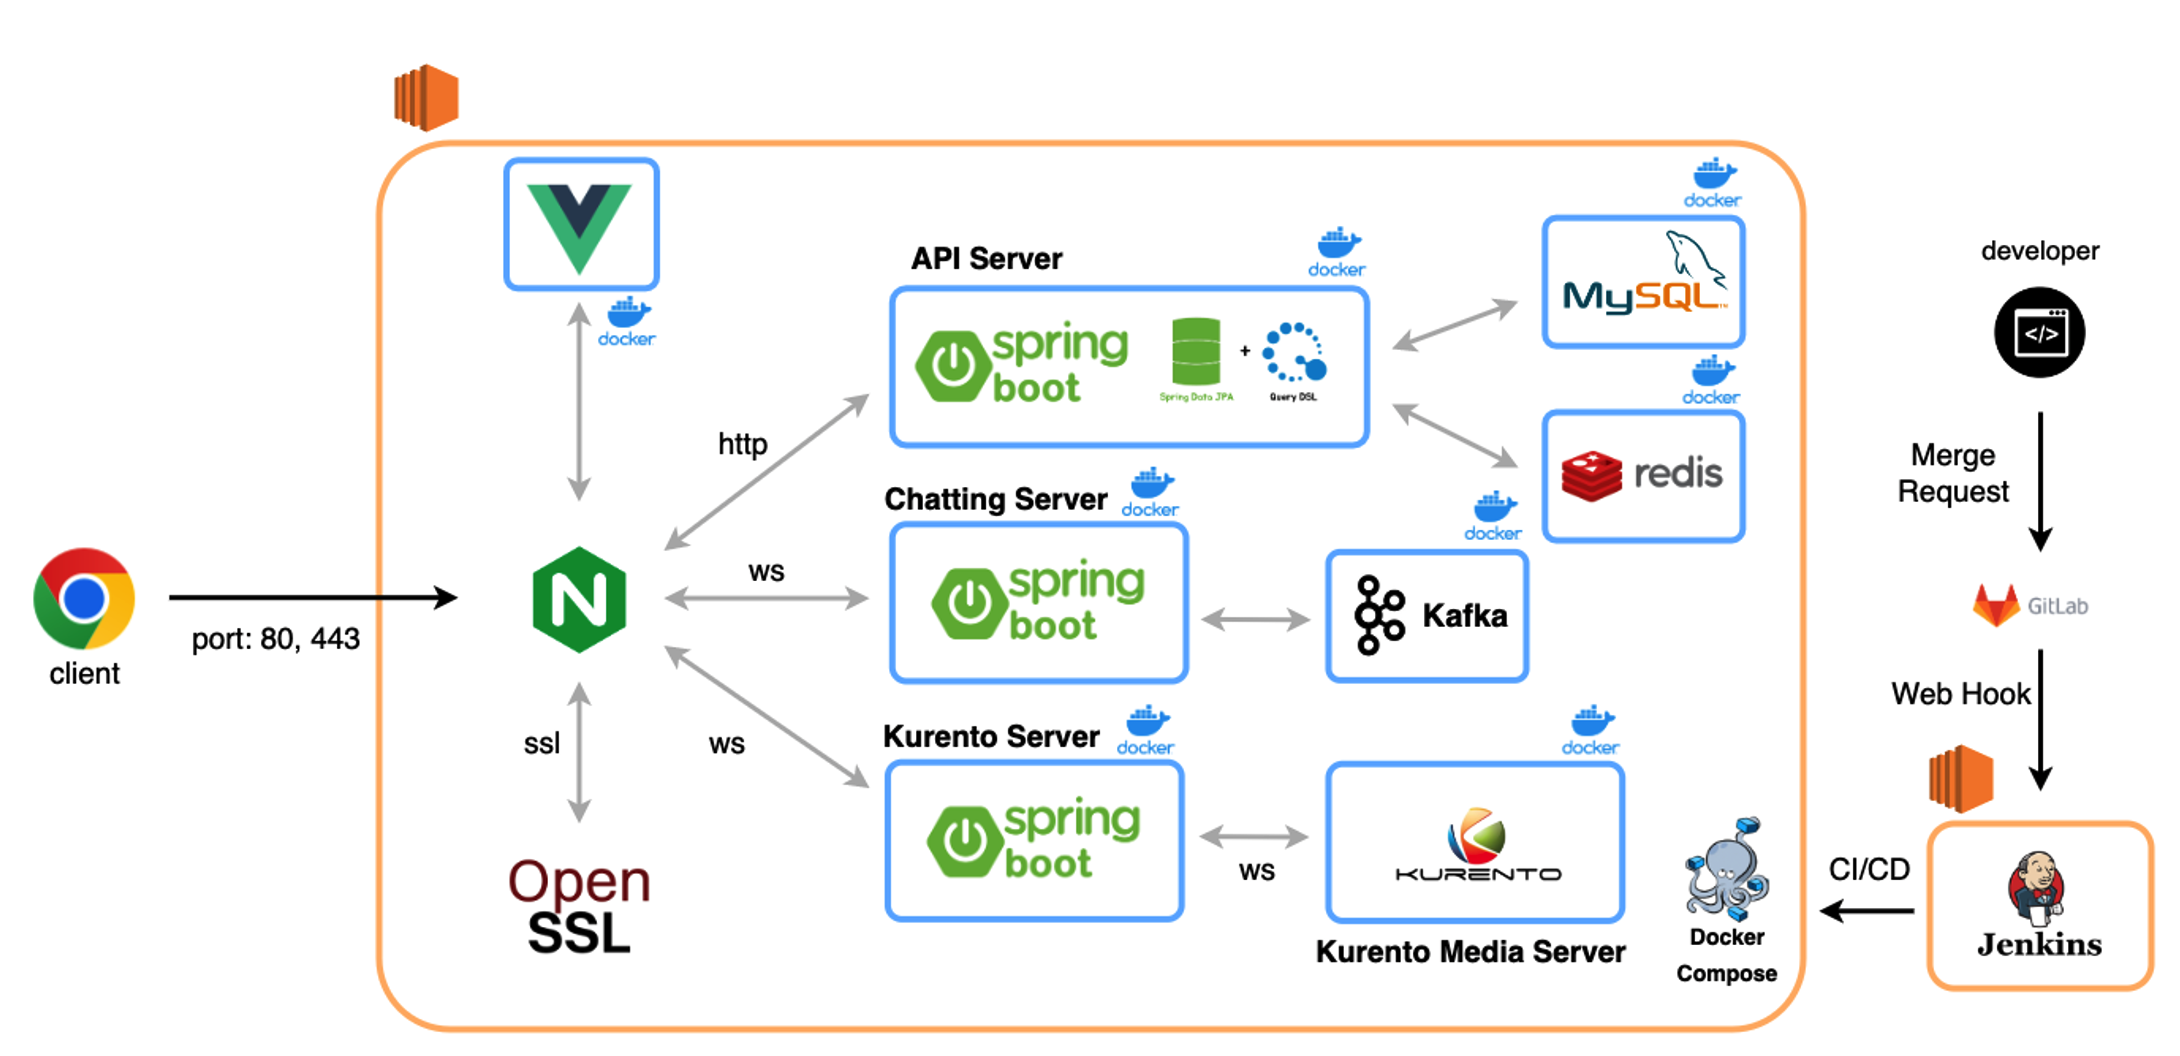 docker
API Server
docker
MySQL
TM
spring
boot
Spring Data JPA
+
Query DSL
docker
docker
redis
http
Chatting Server
docker
spring
boot
docker
Kafka
ws
N
client
port: 80, 443
ssl
ws
Open
SSL
Kurento Server
docker
spring
boot
ws
docker
KURENTO
Kurento Media Server
Docker
Compose
developer
</>
Merge
Request
GitLab
Web Hook
CI/CD
Jenkins